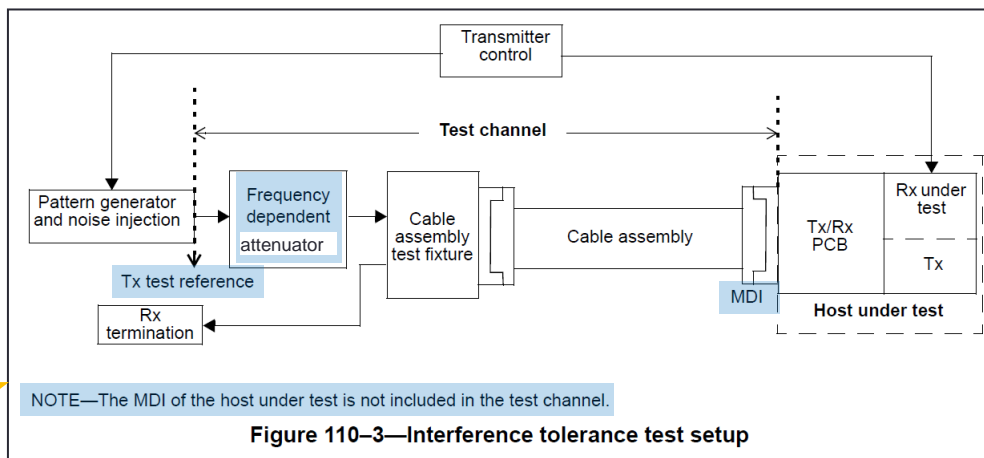 Transmitter
control
Test channel
Pattern generator
and noise injection
Frequency
dependent
attenuator
Cable
assembly
test fixture
Cable assembly
Tx/Rx
PCB
Rx under
test
Tx
Tx test reference
MDI
Host under test
Rx
termination
NOTE—The MDI of the host under test is not included in the test channel.
Figure 110–3—Interference tolerance test setup